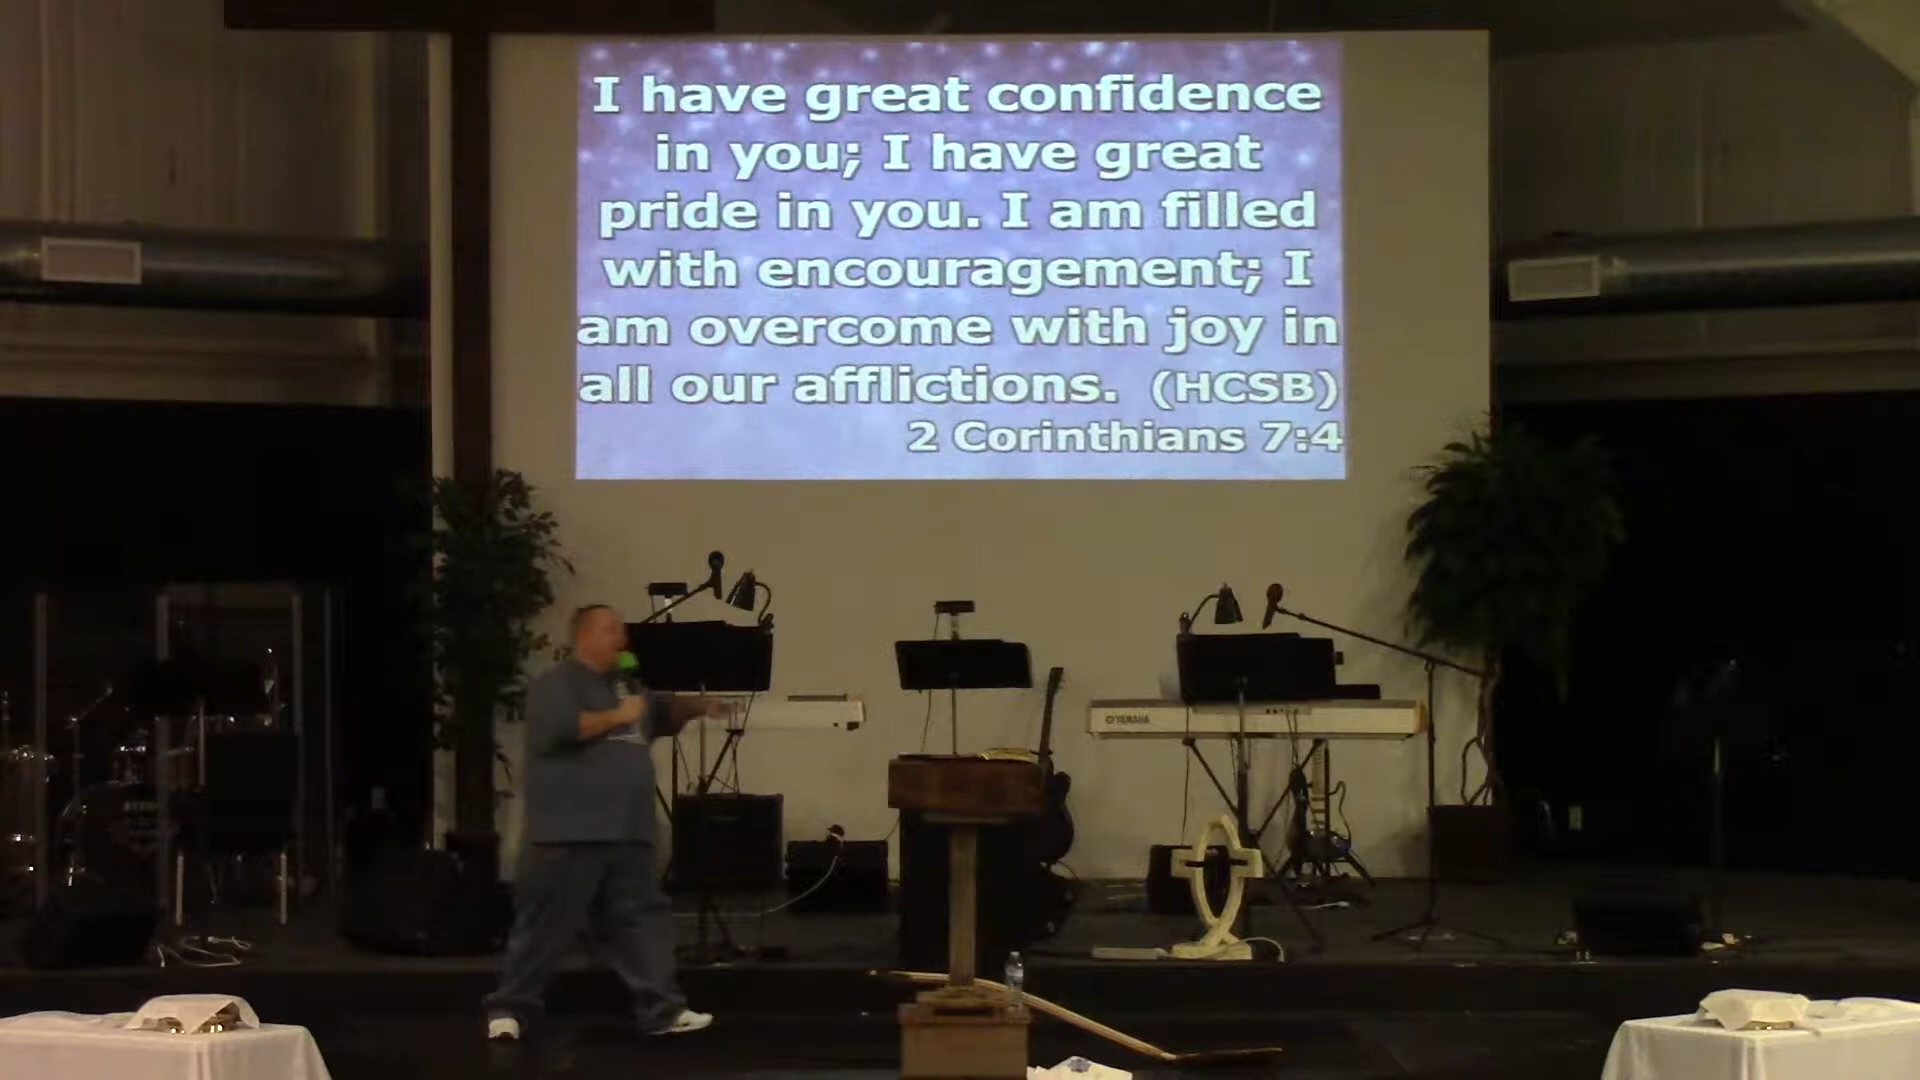 I have great confidence
in you; I have great
pride in you. I am filled
with encouragement; I
am overcome with joy in
all our afflictions. (HCSB)
2 Corinthians 7:4
YAMAHA